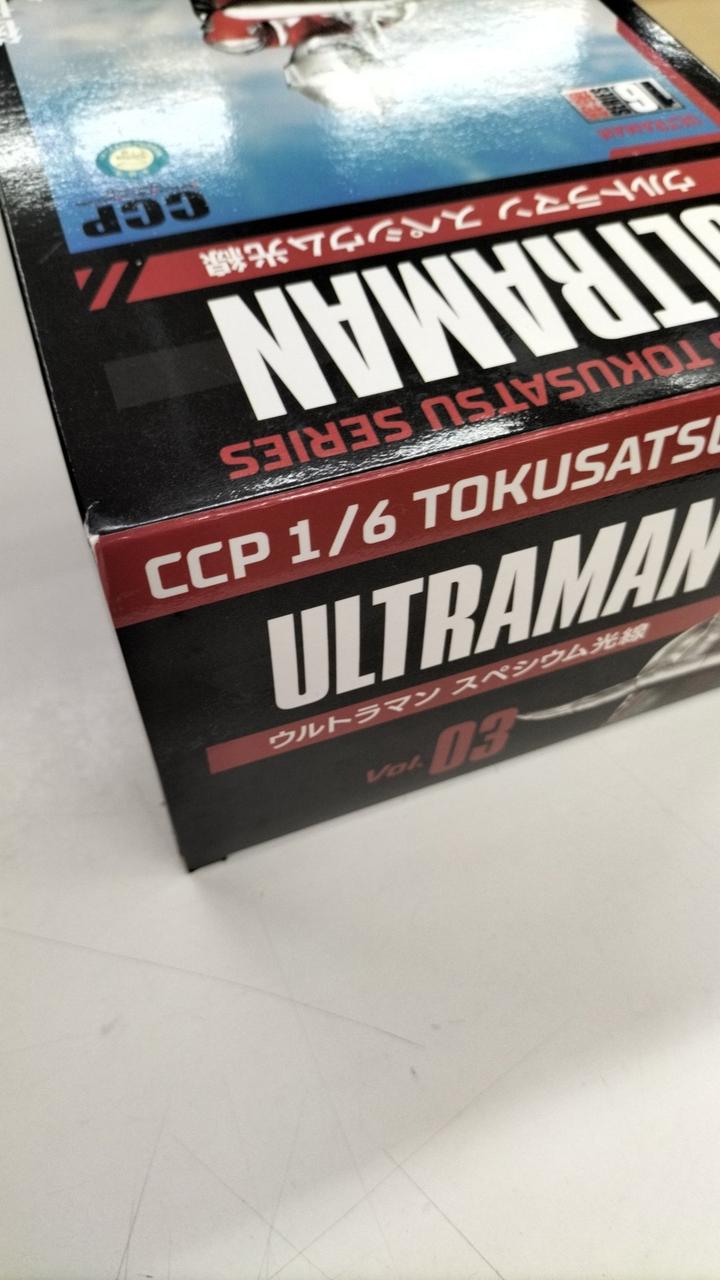 CCP
ULTRAMAN
ウルトラマン スペシウム光線
ULTRAMAN
TOKUSATSU SERIES
CCP 1/6 TOKUSATSU
ULTRAMAN
ウルトラマン スペシウム光線
Vol. 03